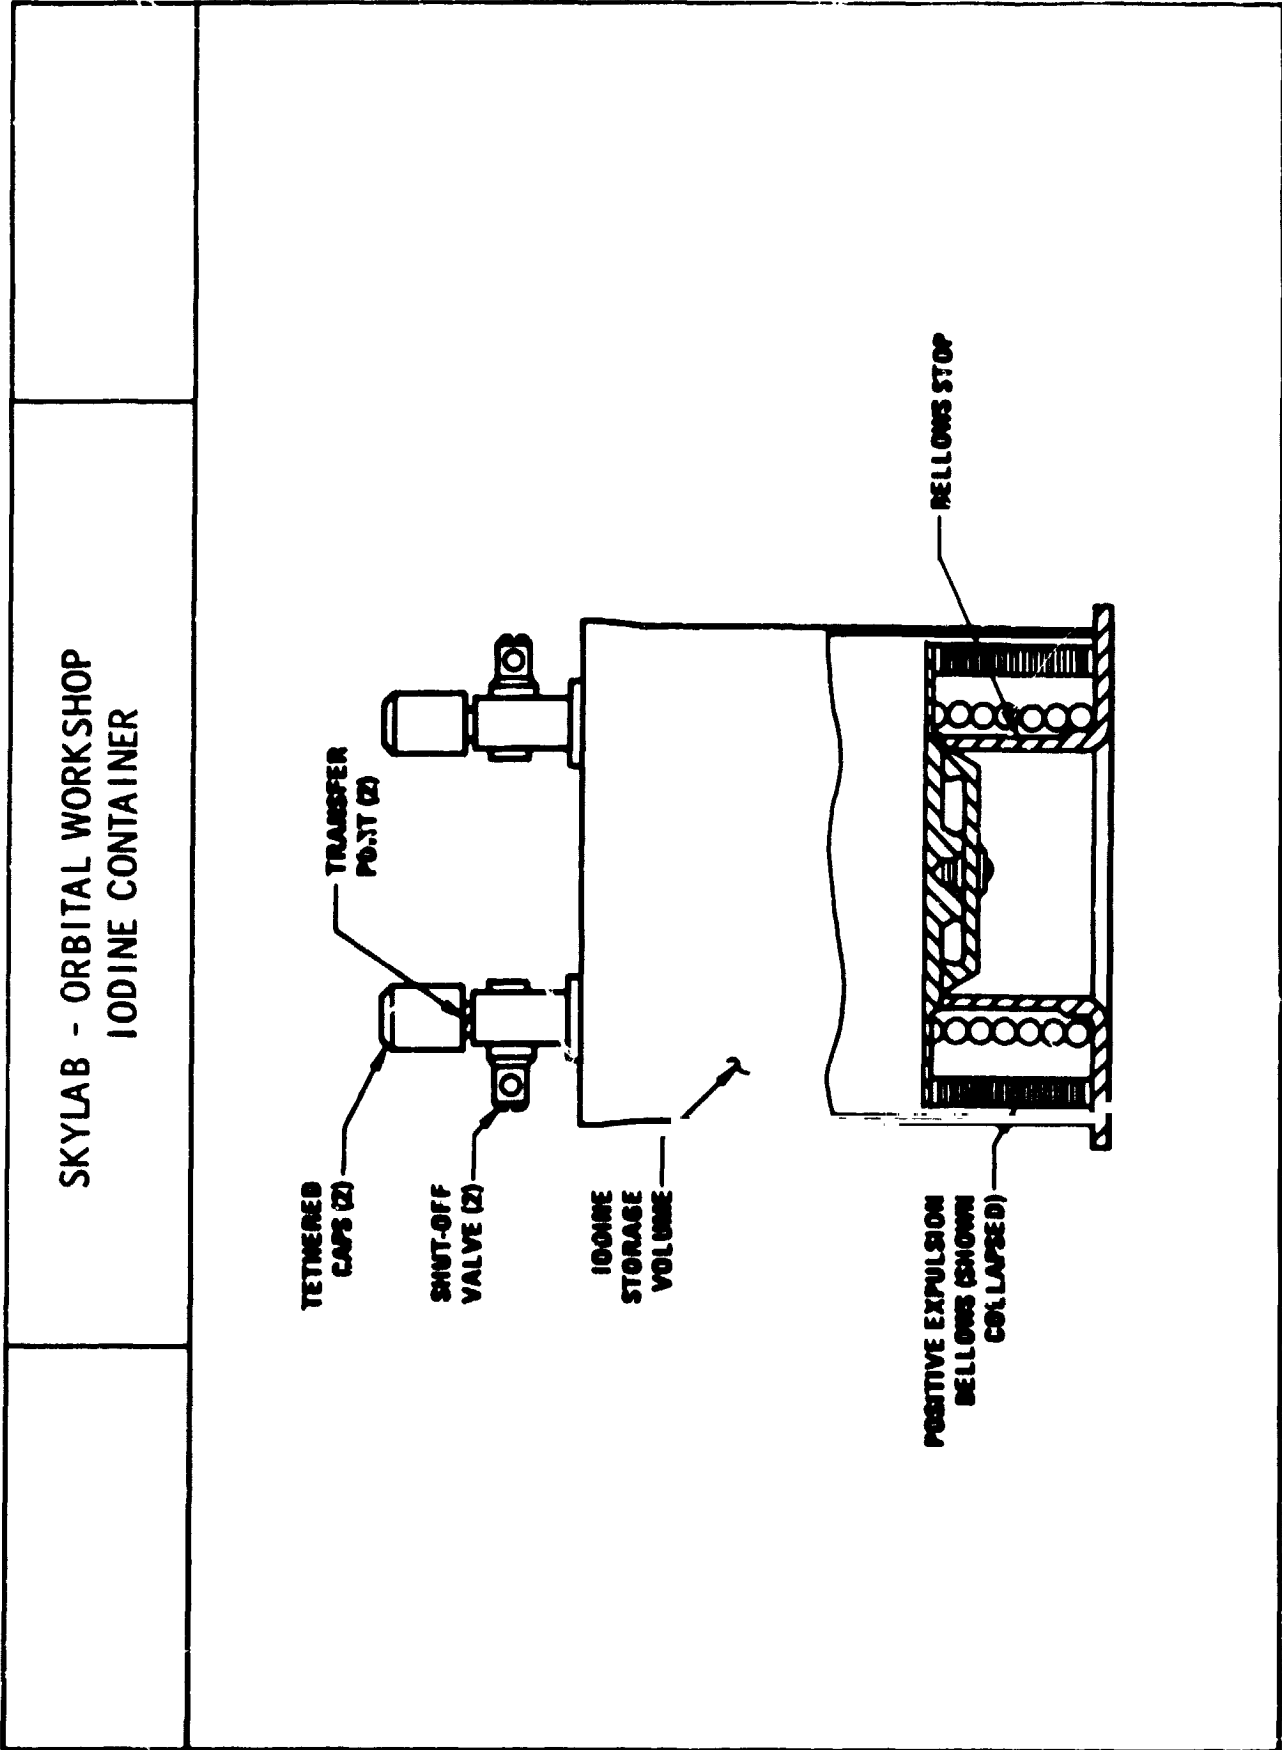 SKYLAB - ORBITAL WORKSHOP
IODINE CONTAINER
TETHERED
CAPS (2)
TRANSFER
PORT (2)
SHUT-OFF
VALVE (2)
IODINE
STORAGE
VOLUME
POSITIVE EXPULSION
BELLOWS (SHOWN
COLLAPSED)
BELLOWS STOP